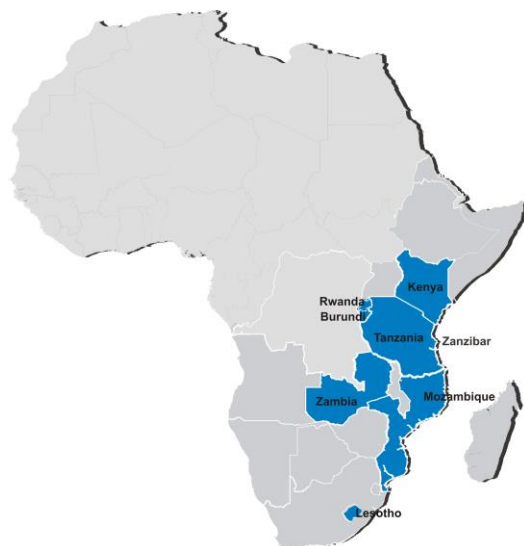 Kenya
Rwanda
Burundi
Tanzania
Zanzibar
Zambia
Mozambique
Lesotho